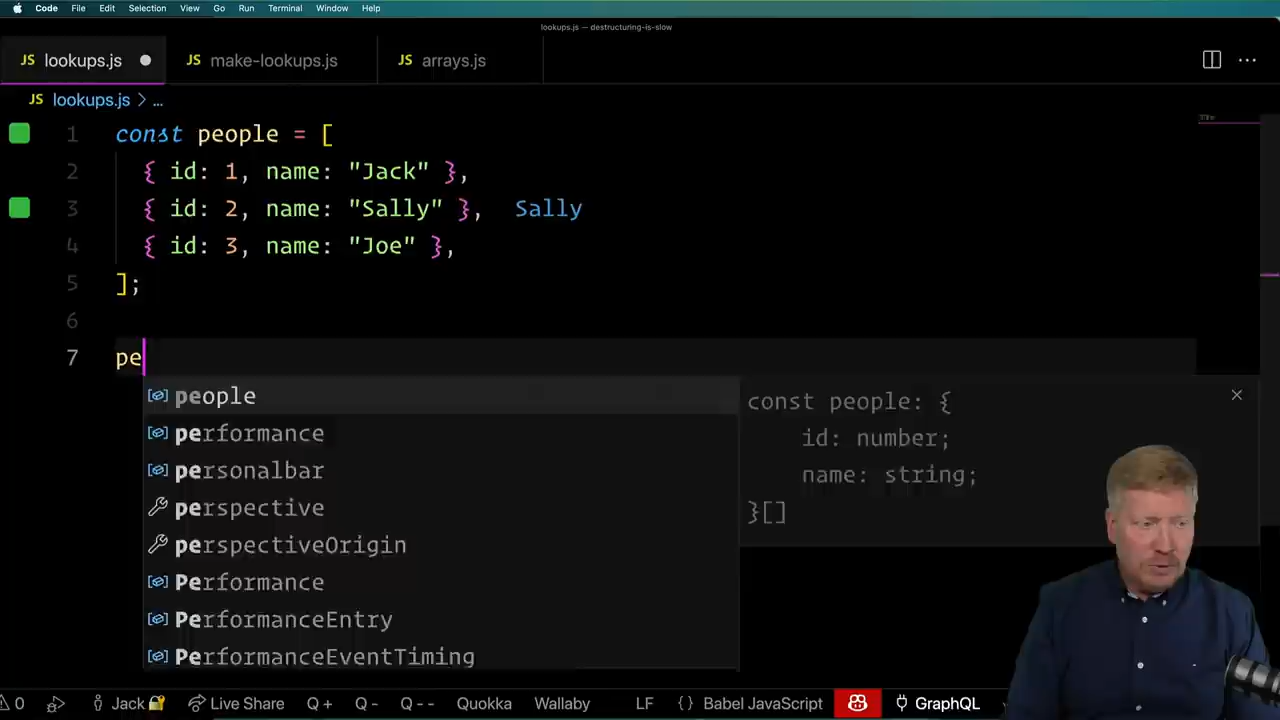 Code File Edit Selection View Go Run Terminal Window Help
lookups.js — destructuring-is-slow
JS lookups.js JS make-lookups.js JS arrays.js
JS lookups.js > ...
1 const people = [
2 { id: 1, name: "Jack" },
3 { id: 2, name: "Sally" }, Sally
4 { id: 3, name: "Joe" },
5 ];
6
7 pe
people
performance
personalbar
perspective
perspectiveOrigin
Performance
PerformanceEntry
PerformanceEventTiming
const people: {
id: number;
name: string;
}[]
0 Jack Live Share Q + Q - Q - - Quokka Wallaby LF { } Babel JavaScript GraphQL